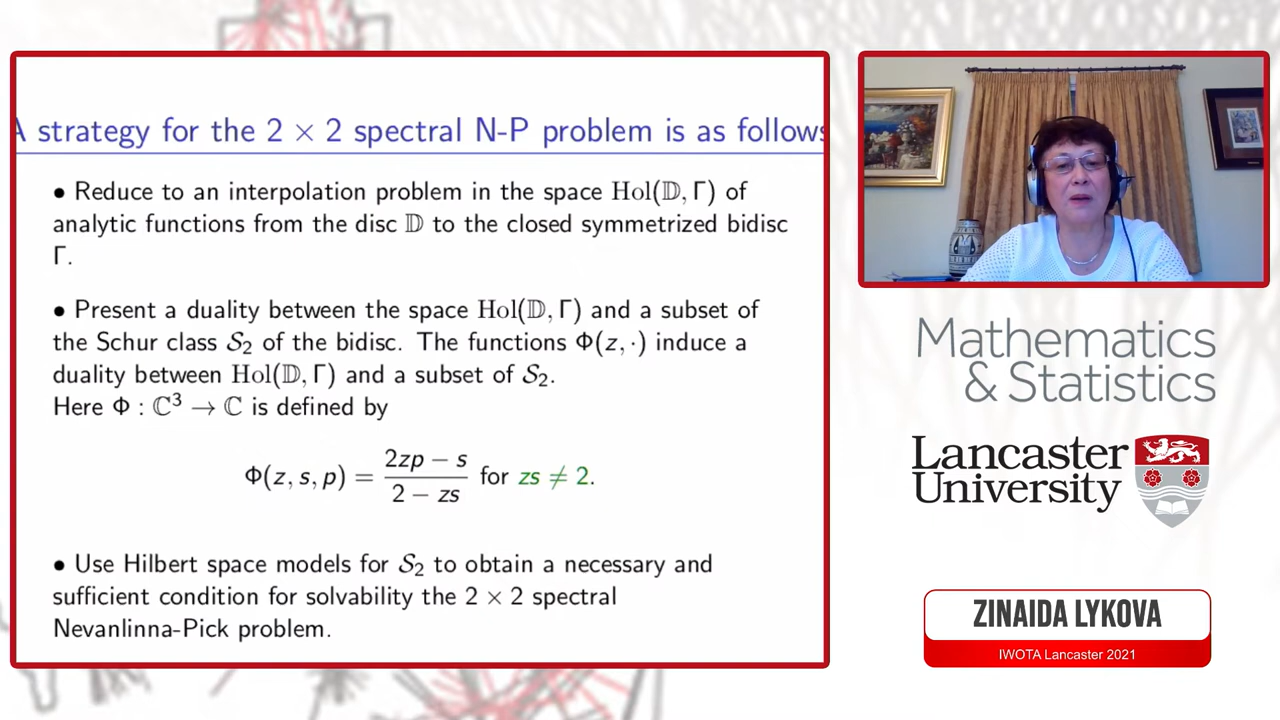 A strategy for the 2 × 2 spectral N-P problem is as follows
• Reduce to an interpolation problem in the space Hol(𝔻, Γ) of
analytic functions from the disc 𝔻 to the closed symmetrized bidisc
Γ.
• Present a duality between the space Hol(𝔻, Γ) and a subset of
the Schur class 𝒮₂ of the bidisc. The functions Φ(z, ·) induce a
duality between Hol(𝔻, Γ) and a subset of 𝒮₂.
Here Φ : ℂ³ → ℂ is defined by
Φ(z, s, p) = (2zp − s)/(2 − zs) for zs ≠ 2.
• Use Hilbert space models for 𝒮₂ to obtain a necessary and
sufficient condition for solvability the 2 × 2 spectral
Nevanlinna-Pick problem.
Mathematics
& Statistics
Lancaster
University
ZINAIDA LYKOVA
IWOTA Lancaster 2021